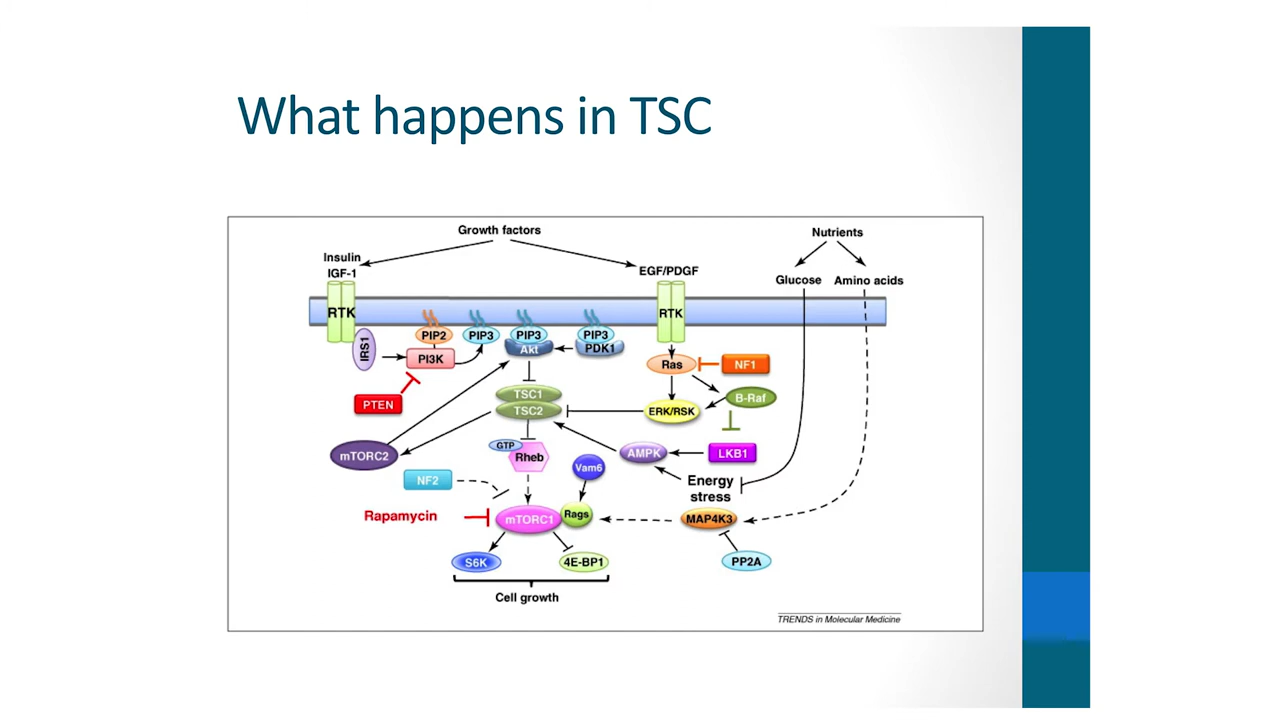 What happens in TSC
Growth factors
Nutrients
Insulin
IGF-1
EGF/PDGF
Glucose
Amino acids
RTK
RTK
IRS1
PIP2
PIP3
PIP3
PIP3
PI3K
Akt
PDK1
Ras
NF1
PTEN
TSC1
TSC2
ERK/RSK
B-Raf
mTORC2
GTP
Rheb
AMPK
LKB1
Vam6
NF2
Energy
stress
Rapamycin
mTORC1
Rags
MAP4K3
S6K
4E-BP1
PP2A
Cell growth
TRENDS in Molecular Medicine